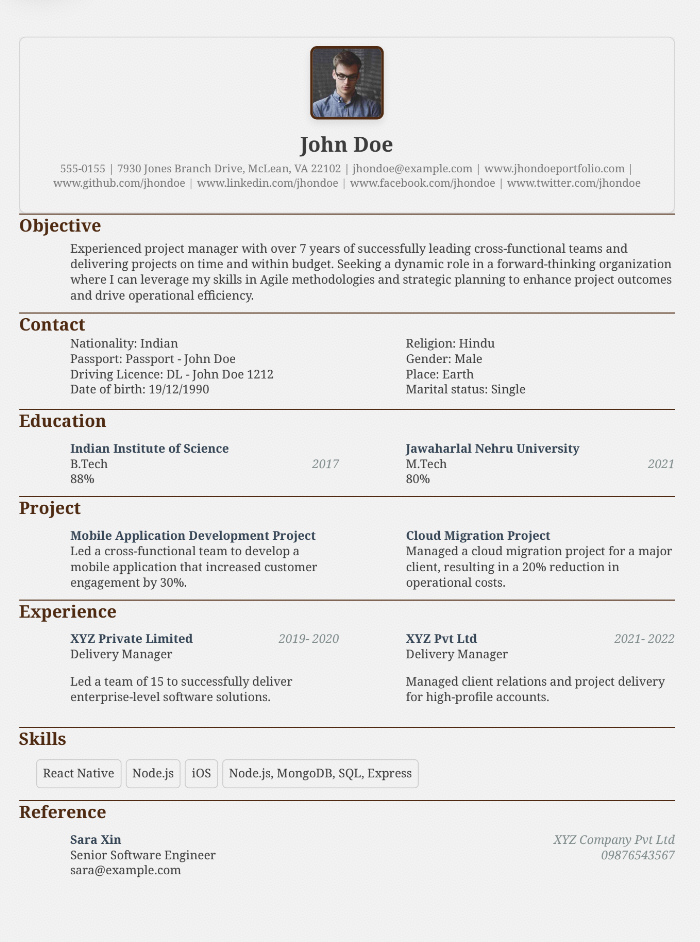 John Doe
555-0155 | 7930 Jones Branch Drive, McLean, VA 22102 | jhondoe@example.com | www.jhondoeportfolio.com |
www.github.com/jhondoe | www.linkedin.com/jhondoe | www.facebook.com/jhondoe | www.twitter.com/jhondoe
Objective
Experienced project manager with over 7 years of successfully leading cross-functional teams and
delivering projects on time and within budget. Seeking a dynamic role in a forward-thinking organization
where I can leverage my skills in Agile methodologies and strategic planning to enhance project outcomes
and drive operational efficiency.
Contact
Nationality: Indian
Passport: Passport - John Doe
Driving Licence: DL - John Doe 1212
Date of birth: 19/12/1990
Religion: Hindu
Gender: Male
Place: Earth
Marital status: Single
Education
Indian Institute of Science
B.Tech 2017
88%
Jawaharlal Nehru University
M.Tech 2021
80%
Project
Mobile Application Development Project
Led a cross-functional team to develop a
mobile application that increased customer
engagement by 30%.
Cloud Migration Project
Managed a cloud migration project for a major
client, resulting in a 20% reduction in
operational costs.
Experience
XYZ Private Limited 2019- 2020
Delivery Manager
Led a team of 15 to successfully deliver
enterprise-level software solutions.
XYZ Pvt Ltd 2021- 2022
Delivery Manager
Managed client relations and project delivery
for high-profile accounts.
Skills
React Native Node.js iOS Node.js, MongoDB, SQL, Express
Reference
Sara Xin XYZ Company Pvt Ltd
Senior Software Engineer 09876543567
sara@example.com